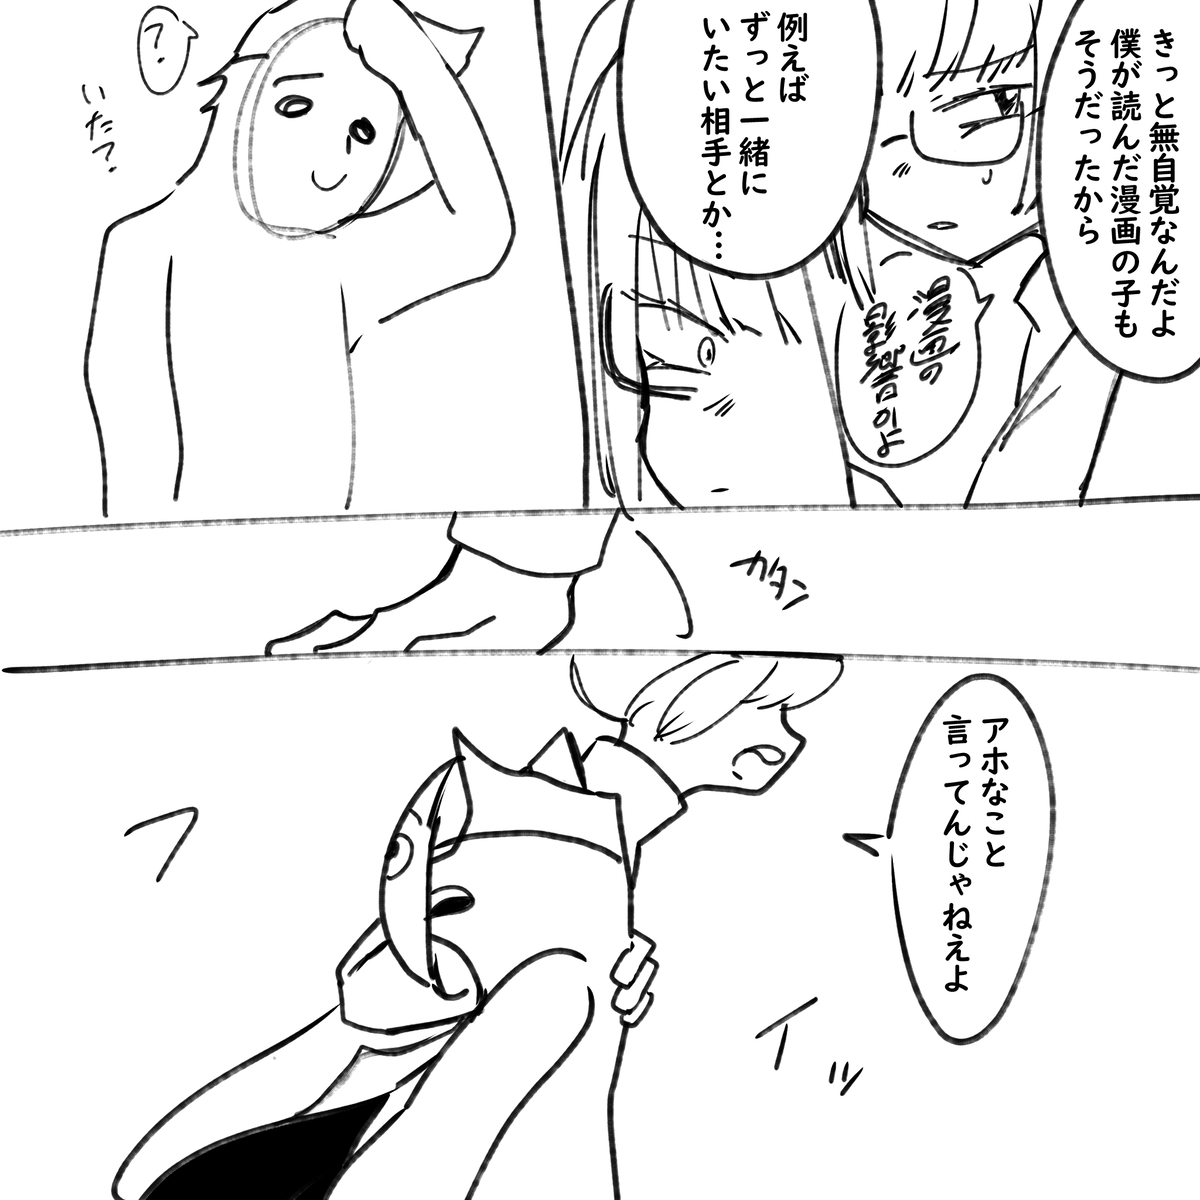 きっと無自覚なんだよ
僕が読んだ漫画の子も
そうだったから
漫画の
影響かよ
例えば
ずっと一緒に
いたい相手とか…
?
いた?
カタン
アホなこと
言ってんじゃねえよ
フ
イッ